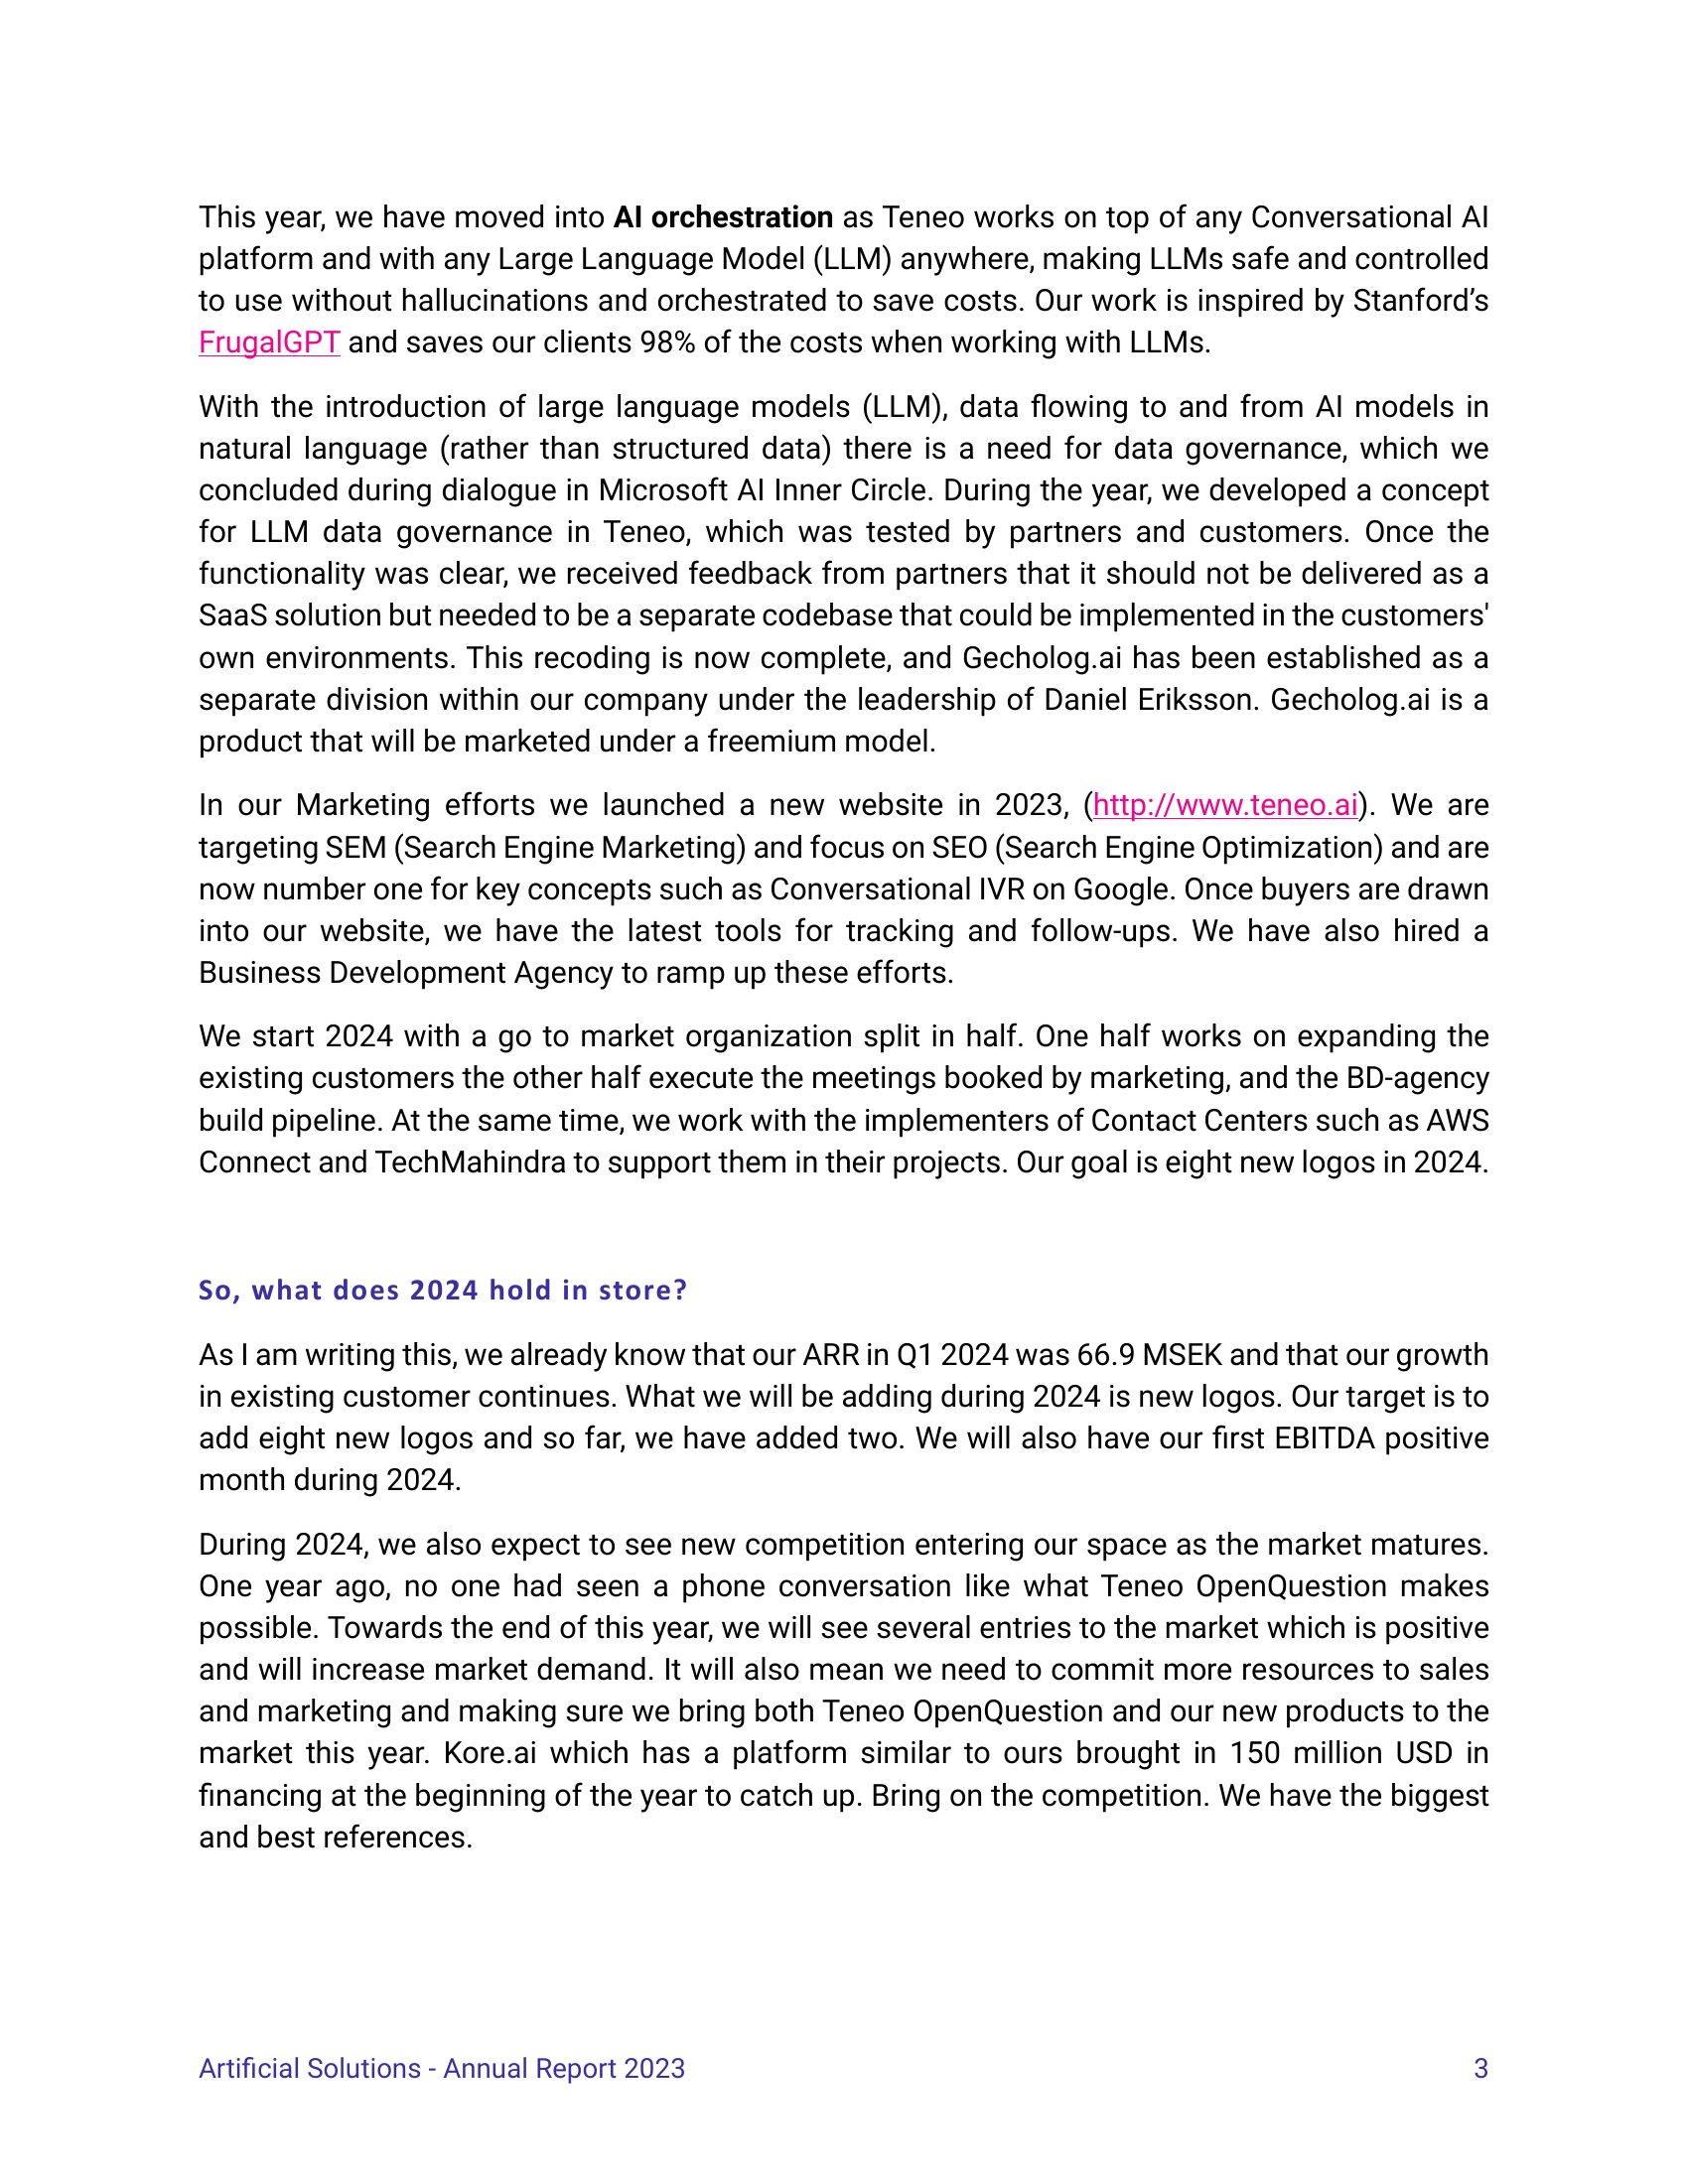 This year, we have moved into AI orchestration as Teneo works on top of any Conversational AI
platform and with any Large Language Model (LLM) anywhere, making LLMs safe and controlled
to use without hallucinations and orchestrated to save costs. Our work is inspired by Stanford’s
FrugalGPT and saves our clients 98% of the costs when working with LLMs.
With the introduction of large language models (LLM), data flowing to and from AI models in
natural language (rather than structured data) there is a need for data governance, which we
concluded during dialogue in Microsoft AI Inner Circle. During the year, we developed a concept
for LLM data governance in Teneo, which was tested by partners and customers. Once the
functionality was clear, we received feedback from partners that it should not be delivered as a
SaaS solution but needed to be a separate codebase that could be implemented in the customers'
own environments. This recoding is now complete, and Gecholog.ai has been established as a
separate division within our company under the leadership of Daniel Eriksson. Gecholog.ai is a
product that will be marketed under a freemium model.
In our Marketing efforts we launched a new website in 2023, (http://www.teneo.ai). We are
targeting SEM (Search Engine Marketing) and focus on SEO (Search Engine Optimization) and are
now number one for key concepts such as Conversational IVR on Google. Once buyers are drawn
into our website, we have the latest tools for tracking and follow-ups. We have also hired a
Business Development Agency to ramp up these efforts.
We start 2024 with a go to market organization split in half. One half works on expanding the
existing customers the other half execute the meetings booked by marketing, and the BD-agency
build pipeline. At the same time, we work with the implementers of Contact Centers such as AWS
Connect and TechMahindra to support them in their projects. Our goal is eight new logos in 2024.
So, what does 2024 hold in store?
As I am writing this, we already know that our ARR in Q1 2024 was 66.9 MSEK and that our growth
in existing customer continues. What we will be adding during 2024 is new logos. Our target is to
add eight new logos and so far, we have added two. We will also have our first EBITDA positive
month during 2024.
During 2024, we also expect to see new competition entering our space as the market matures.
One year ago, no one had seen a phone conversation like what Teneo OpenQuestion makes
possible. Towards the end of this year, we will see several entries to the market which is positive
and will increase market demand. It will also mean we need to commit more resources to sales
and marketing and making sure we bring both Teneo OpenQuestion and our new products to the
market this year. Kore.ai which has a platform similar to ours brought in 150 million USD in
financing at the beginning of the year to catch up. Bring on the competition. We have the biggest
and best references.
Artificial Solutions - Annual Report 2023 3